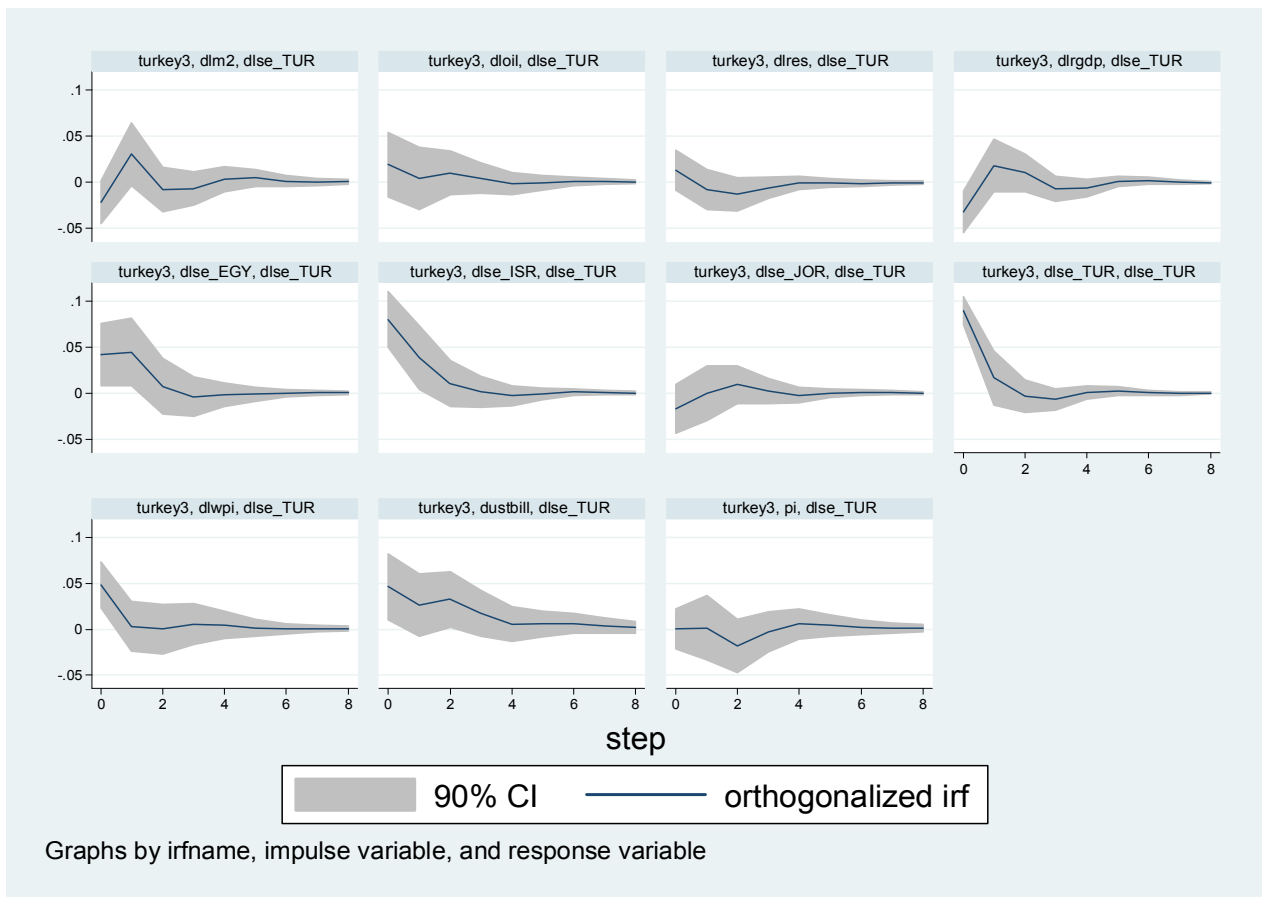 turkey3, dlm2, dlse_TUR
turkey3, dloil, dlse_TUR
turkey3, dlres, dlse_TUR
turkey3, dlrgdp, dlse_TUR
.1
.05
0
-.05
turkey3, dlse_EGY, dlse_TUR
turkey3, dlse_ISR, dlse_TUR
turkey3, dlse_JOR, dlse_TUR
turkey3, dlse_TUR, dlse_TUR
.1
.05
0
-.05
0 2 4 6 8
turkey3, dlwpi, dlse_TUR
turkey3, dustbill, dlse_TUR
turkey3, pi, dlse_TUR
.1
.05
0
-.05
0 2 4 6 8
0 2 4 6 8
0 2 4 6 8
step
90% CI
orthogonalized irf
Graphs by irfname, impulse variable, and response variable